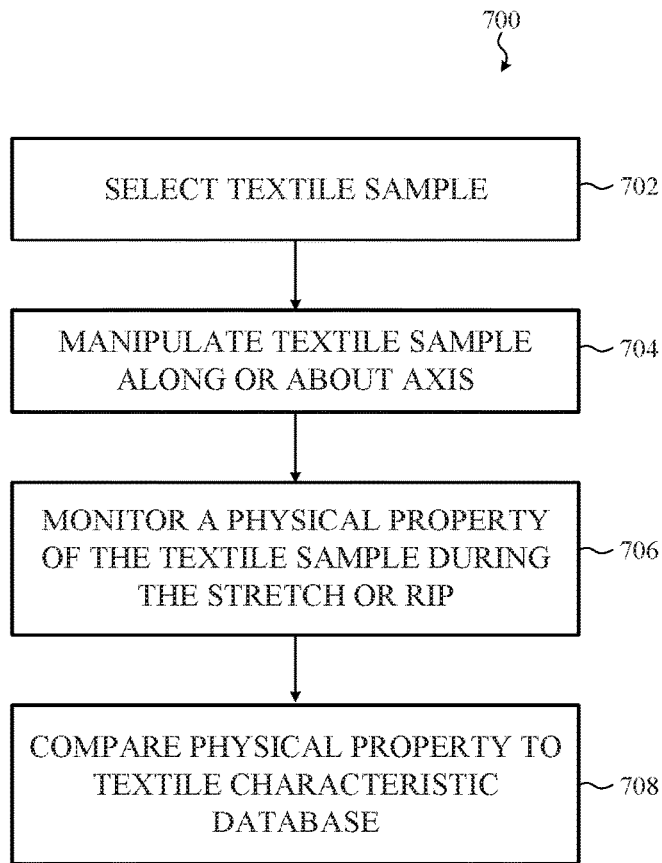 700
SELECT TEXTILE SAMPLE
702
MANIPULATE TEXTILE SAMPLE
ALONG OR ABOUT AXIS
704
MONITOR A PHYSICAL PROPERTY
OF THE TEXTILE SAMPLE DURING
THE STRETCH OR RIP
706
COMPARE PHYSICAL PROPERTY TO
TEXTILE CHARACTERISTIC
DATABASE
708